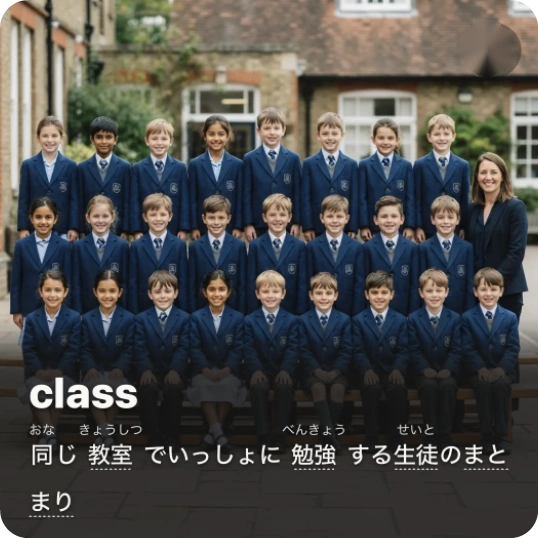 class
おな きょうしつ べんきょう せいと
同じ 教室 でいっしょに 勉強 する生徒のまと
まり